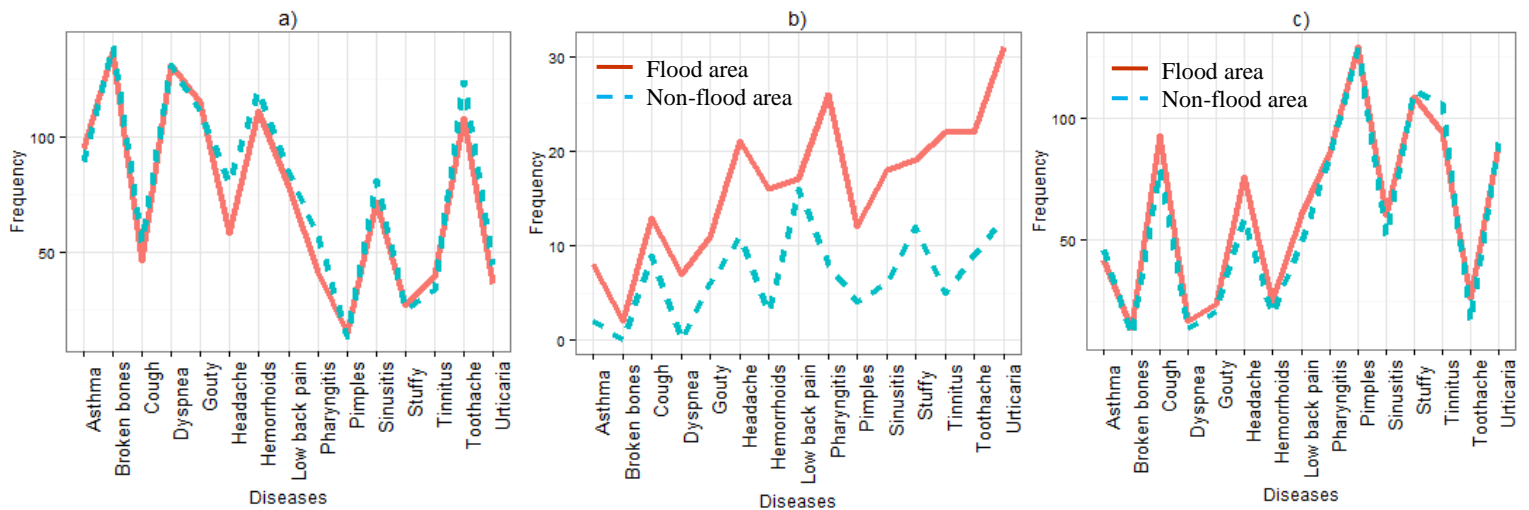 a)
Frequency
100
50
Asthma
Broken bones
Cough
Dyspnea
Gouty
Headache
Hemorrhoids
Low back pain
Pharyngitis
Pimples
Sinusitis
Stuffy
Tinnitus
Toothache
Urticaria
Diseases
b)
Flood area
Non-flood area
Frequency
30
20
10
0
Asthma
Broken bones
Cough
Dyspnea
Gouty
Headache
Hemorrhoids
Low back pain
Pharyngitis
Pimples
Sinusitis
Stuffy
Tinnitus
Toothache
Urticaria
Diseases
c)
Flood area
Non-flood area
Frequency
100
50
Asthma
Broken bones
Cough
Dyspnea
Gouty
Headache
Hemorrhoids
Low back pain
Pharyngitis
Pimples
Sinusitis
Stuffy
Tinnitus
Toothache
Urticaria
Diseases